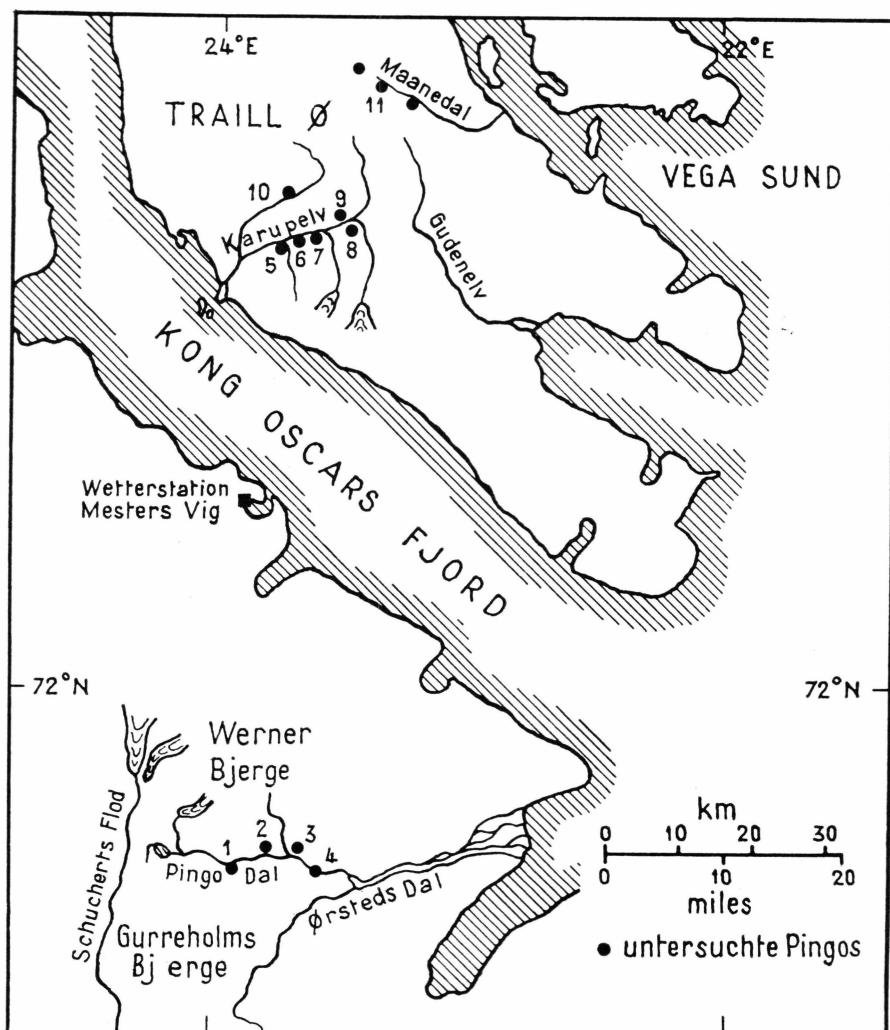 24°E
22°E
Maanedal
11
TRAILL Ø
VEGA SUND
10
9
Karupelv
5 6 7 8
Gudenelv
KONG OSCARS FJORD
Wetterstation
Mesters Vig
72°N
72°N
Werner
Bjerge
Schucherts Flod
1 2 3 4
Pingo Dal
Ørsteds Dal
Gurreholms
Bjerge
km
0 10 20 30
0 10 20
miles
● untersuchte Pingos